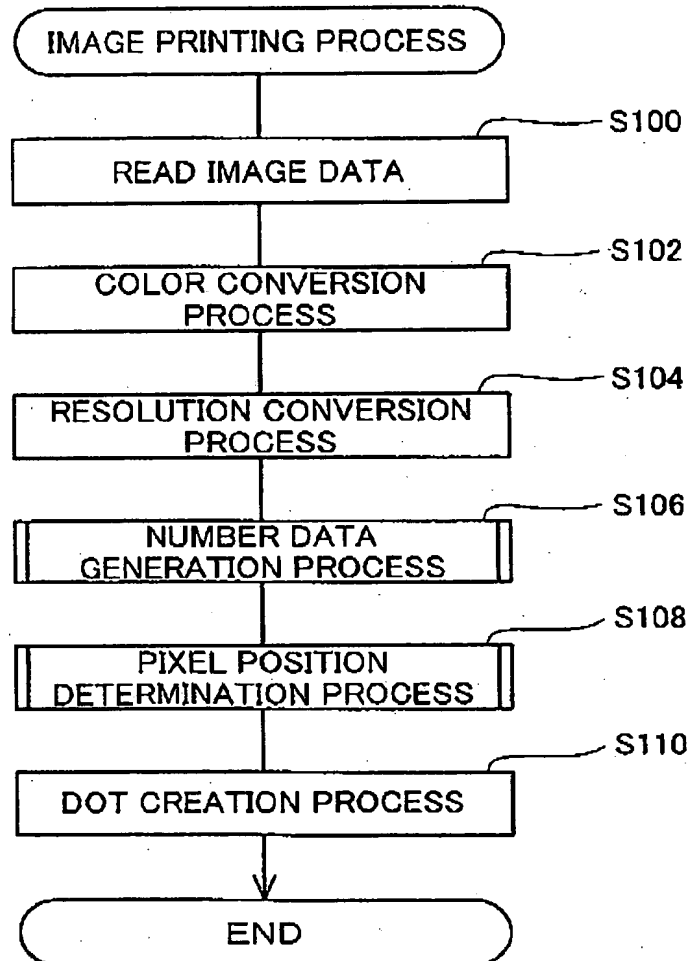 IMAGE PRINTING PROCESS
S100
READ IMAGE DATA
S102
COLOR CONVERSION
PROCESS
S104
RESOLUTION CONVERSION
PROCESS
S106
NUMBER DATA
GENERATION PROCESS
S108
PIXEL POSITION
DETERMINATION PROCESS
S110
DOT CREATION PROCESS
END